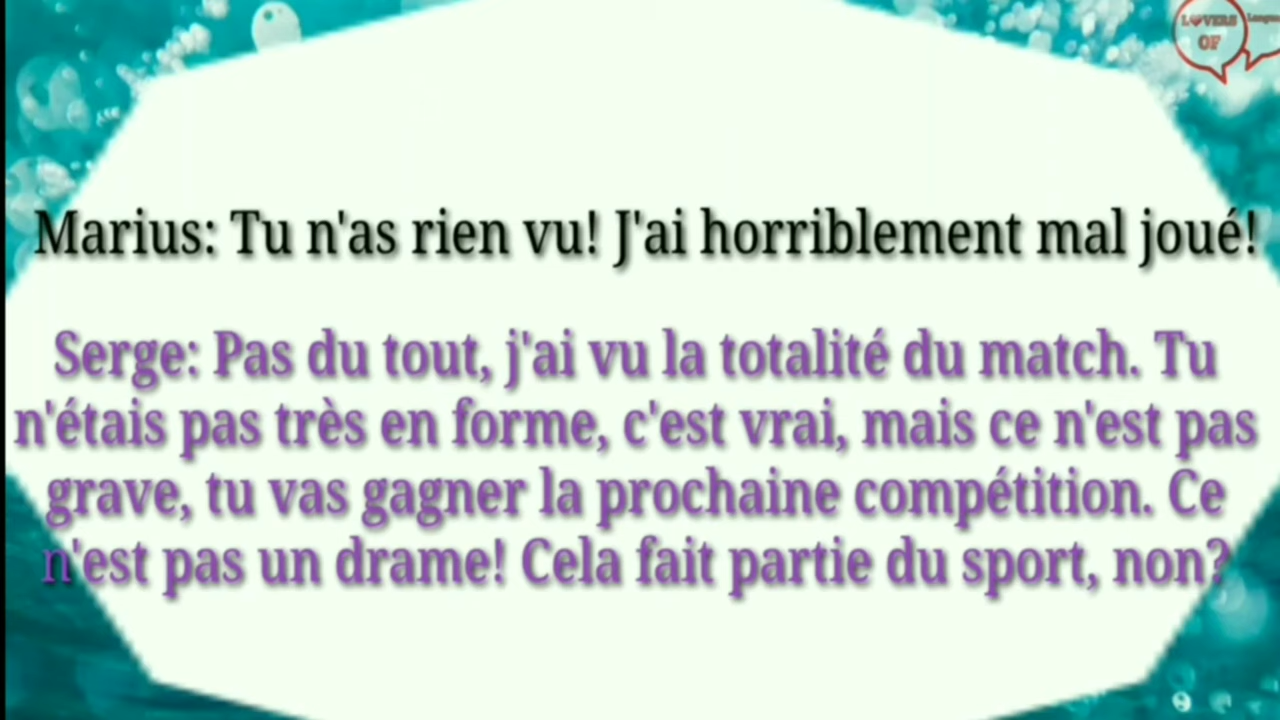 LOVERS
OF
Marius: Tu n'as rien vu! J'ai horriblement mal joué!
Serge: Pas du tout, j'ai vu la totalité du match. Tu
n'étais pas très en forme, c'est vrai, mais ce n'est pas
grave, tu vas gagner la prochaine compétition. Ce
n'est pas un drame! Cela fait partie du sport, non?